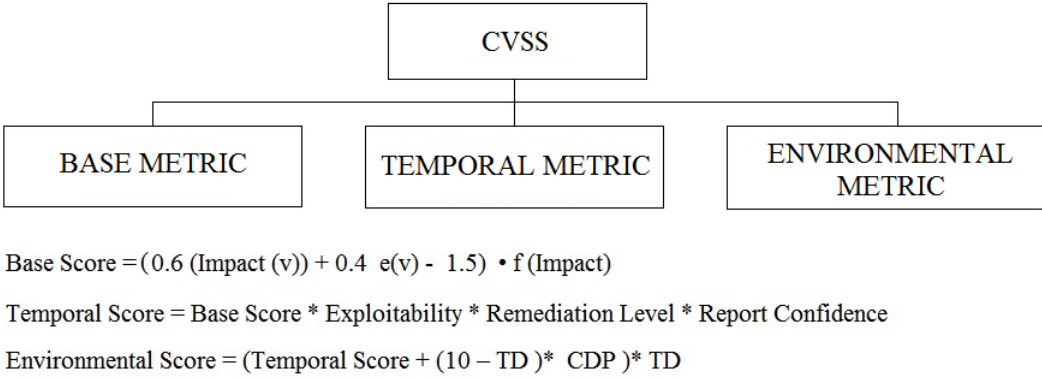 CVSS
BASE METRIC
TEMPORAL METRIC
ENVIRONMENTAL
METRIC
Base Score = (0.6 (Impact (v)) + 0.4 e(v) - 1.5) • f (Impact)
Temporal Score = Base Score * Exploitability * Remediation Level * Report Confidence
Environmental Score = (Temporal Score + (10 – TD )* CDP )* TD